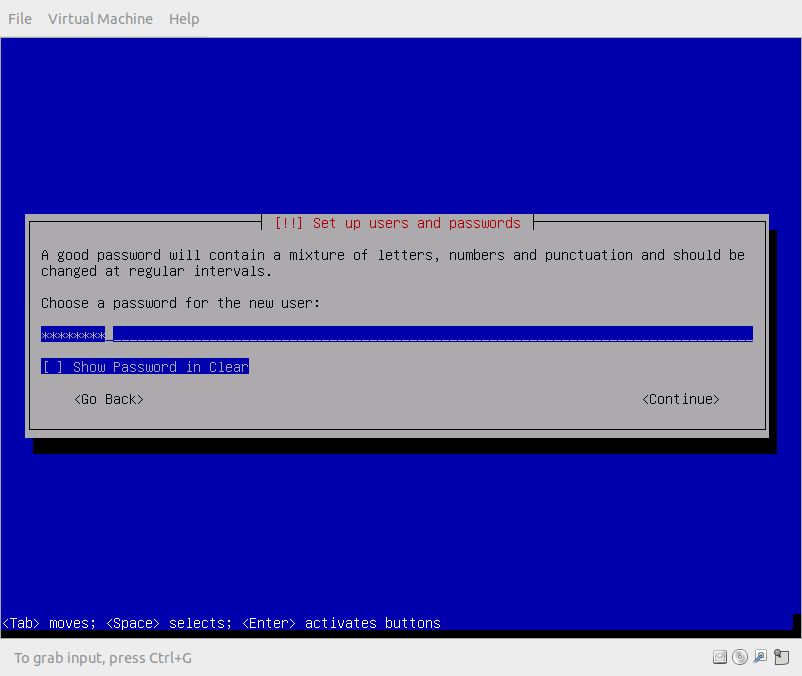 File Virtual Machine Help
[!!] Set up users and passwords
A good password will contain a mixture of letters, numbers and punctuation and should be
changed at regular intervals.
Choose a password for the new user:
********
[ ] Show Password in Clear
<Go Back> <Continue>
<Tab> moves; <Space> selects; <Enter> activates buttons
To grab input, press Ctrl+G